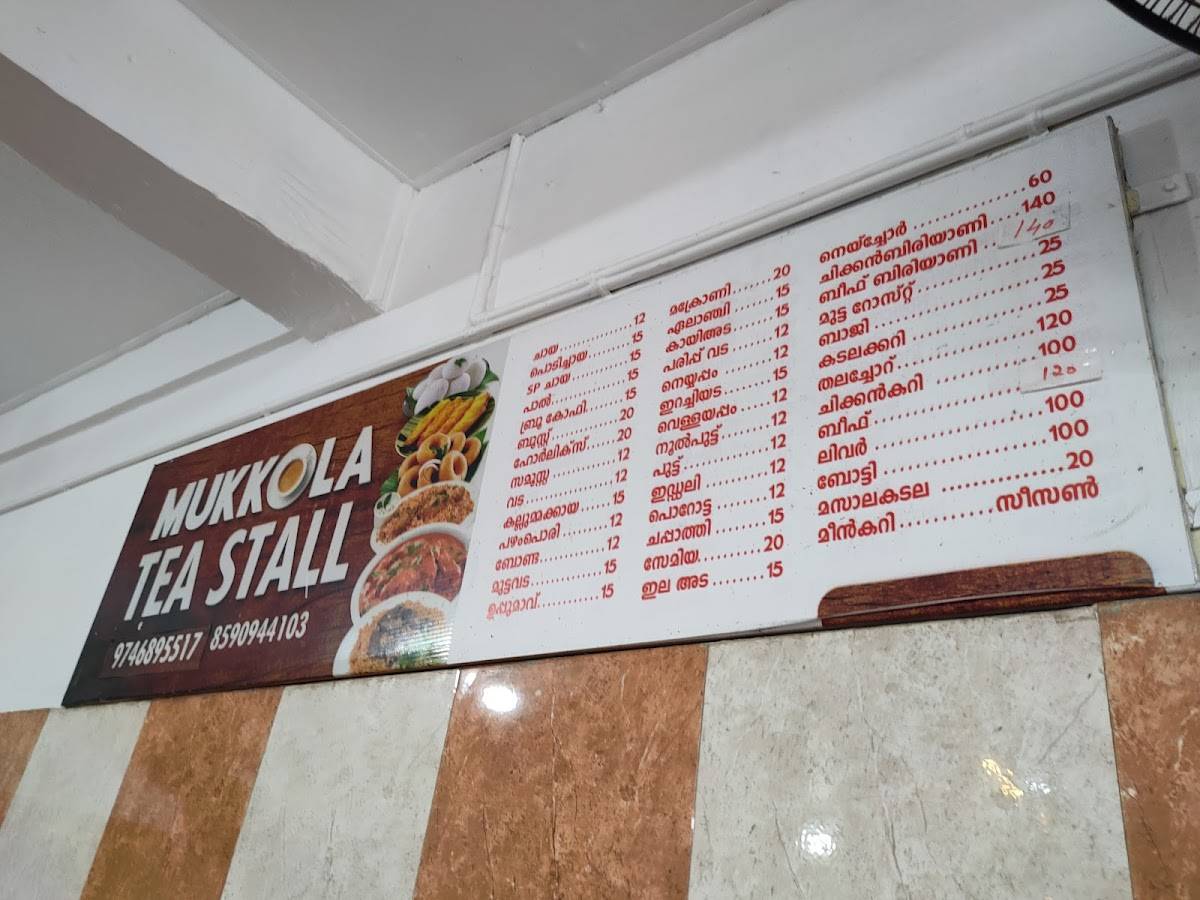 MUKKOLA
TEA STALL
9746895517 8590944103
ചായ..............12
പൊടിച്ചായ........15
SP ചായ...........15
പാൽ..............15
ബ്രൂ കോഫി.......15
ബൂസ്റ്റ്............20
ഹോർലിക്സ്.....20
സമൂസ്സ............12
വട...............12
കല്ലുമ്മക്കായ......15
പഴംപൊരി........12
ബോണ്ട............12
മുട്ടവട............15
ഉപ്പുമാവ്............15
മക്രോണി.......20
ഏലാഞ്ചി.......15
കായിഅട.......15
പരിപ്പ് വട.......12
നെയ്യപ്പം........12
ഇറച്ചിയട.......15
വെള്ളയപ്പം....12
നൂൽപുട്ട്........12
പുട്ട്..............12
ഇഡ്ഡലി..........12
പൊറോട്ട........12
ചപ്പാത്തി........15
സേമിയ..........20
ഇല അട........15
നെയ്ച്ചോർ................60
ചിക്കൻബിരിയാണി....140
ബീഫ് ബിരിയാണി..140
മുട്ട റോസ്റ്റ്................25
ബാജി......................25
കടലക്കറി................25
തലച്ചോറ്................120
ചിക്കൻകറി............100
ബീഫ്....................120
ലിവർ....................100
ബോട്ടി..................100
മസാലകടല..............20
മീൻകറി..........സീസൺ